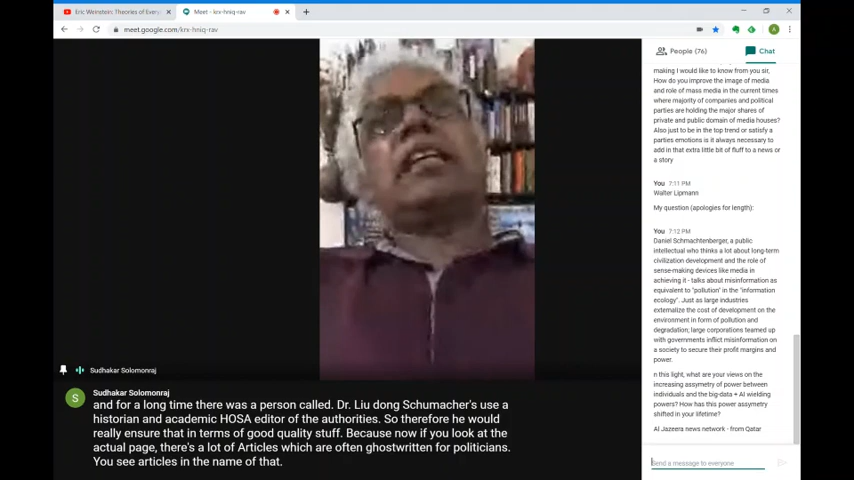 Eric Weinstein: Theories of Every
Meet - krv-hniq-rav
meet.google.com/krv-hniq-rav
People (76)
Chat
making I would like to know from you sir,
How do you improve the image of media
and role of mass media in the current times
where majority of companies and political
parties are holding the major shares of
private and public domain of media houses?
Also just to be in the top trend or satisfy a
parties emotions is it always necessary to
add in that extra little bit of fluff to a news or
a story
You 7:11 PM
Walter Lipmann
My question (apologies for length):
You 7:12 PM
Daniel Schmachtenberger, a public
intellectual who thinks a lot about long-term
civilization development and the role of
sense-making devices like media in
achieving it - talks about misinformation as
equivalent to "pollution" in the "information
ecology". Just as large industries
externalize the cost of development on the
environment in form of pollution and
degradation; large corporations teamed up
with governments inflict misinformation on
a society to secure their profit margins and
power.
n this light, what are your views on the
increasing assymetry of power between
individuals and the big-data + AI wielding
powers? How has this power assymetry
shifted in your lifetime?
Al Jazeera news network - from Qatar
Send a message to everyone
Sudhakar Solomonraj
S
Sudhakar Solomonraj
and for a long time there was a person called. Dr. Liu dong Schumacher's use a
historian and academic HOSA editor of the authorities. So therefore he would
really ensure that in terms of good quality stuff. Because now if you look at the
actual page, there's a lot of Articles which are often ghostwritten for politicians.
You see articles in the name of that.